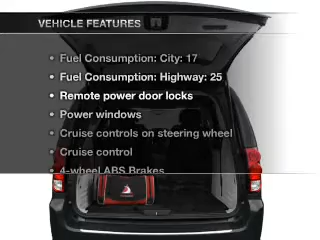 VEHICLE FEATURES
Fuel Consumption: City: 17
Fuel Consumption: Highway: 25
Remote power door locks
Power windows
Cruise controls on steering wheel
Cruise control
4-wheel ABS Brakes